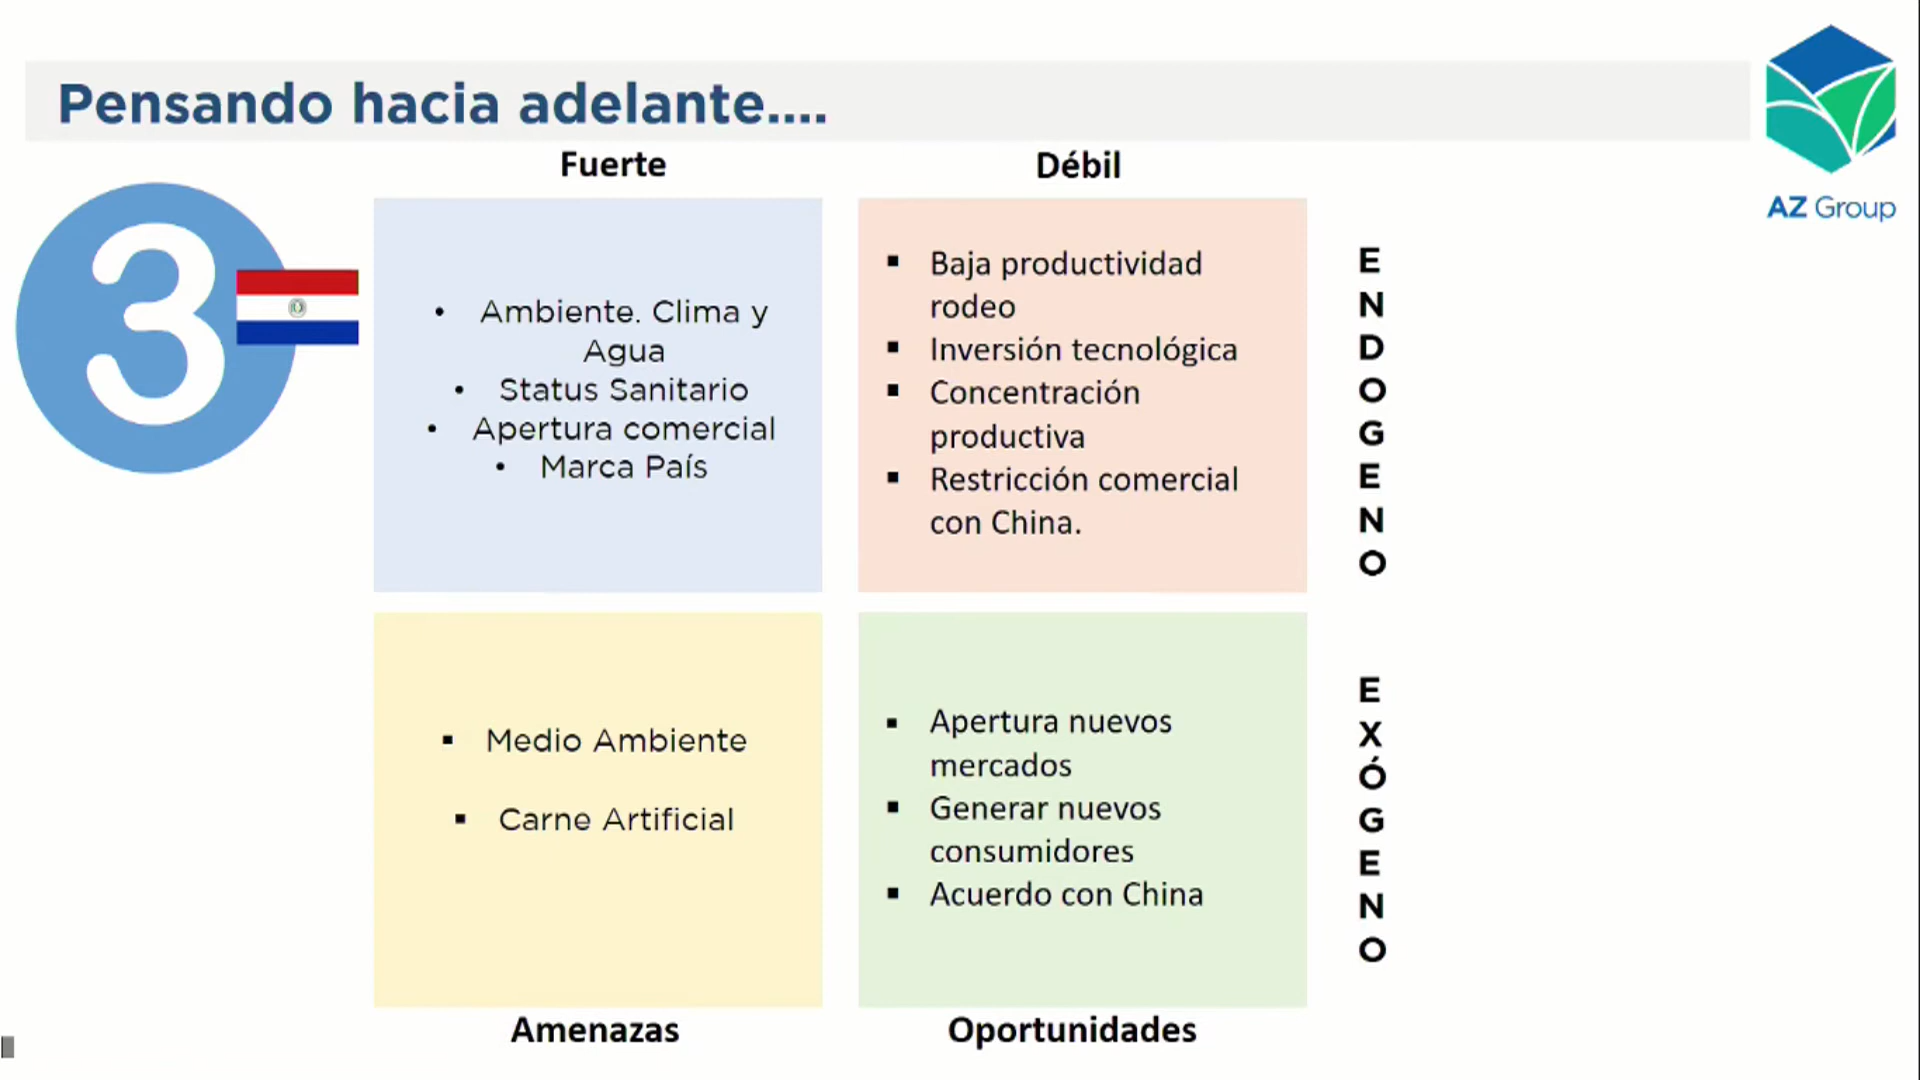 Pensando hacia adelante....
AZ Group
3
Fuerte
Débil
• Ambiente. Clima y
Agua
• Status Sanitario
• Apertura comercial
• Marca País
▪ Baja productividad
rodeo
▪ Inversión tecnológica
▪ Concentración
productiva
▪ Restricción comercial
con China.
E
N
D
O
G
E
N
O
▪ Medio Ambiente
▪ Carne Artificial
▪ Apertura nuevos
mercados
▪ Generar nuevos
consumidores
▪ Acuerdo con China
E
X
Ó
G
E
N
O
Amenazas
Oportunidades